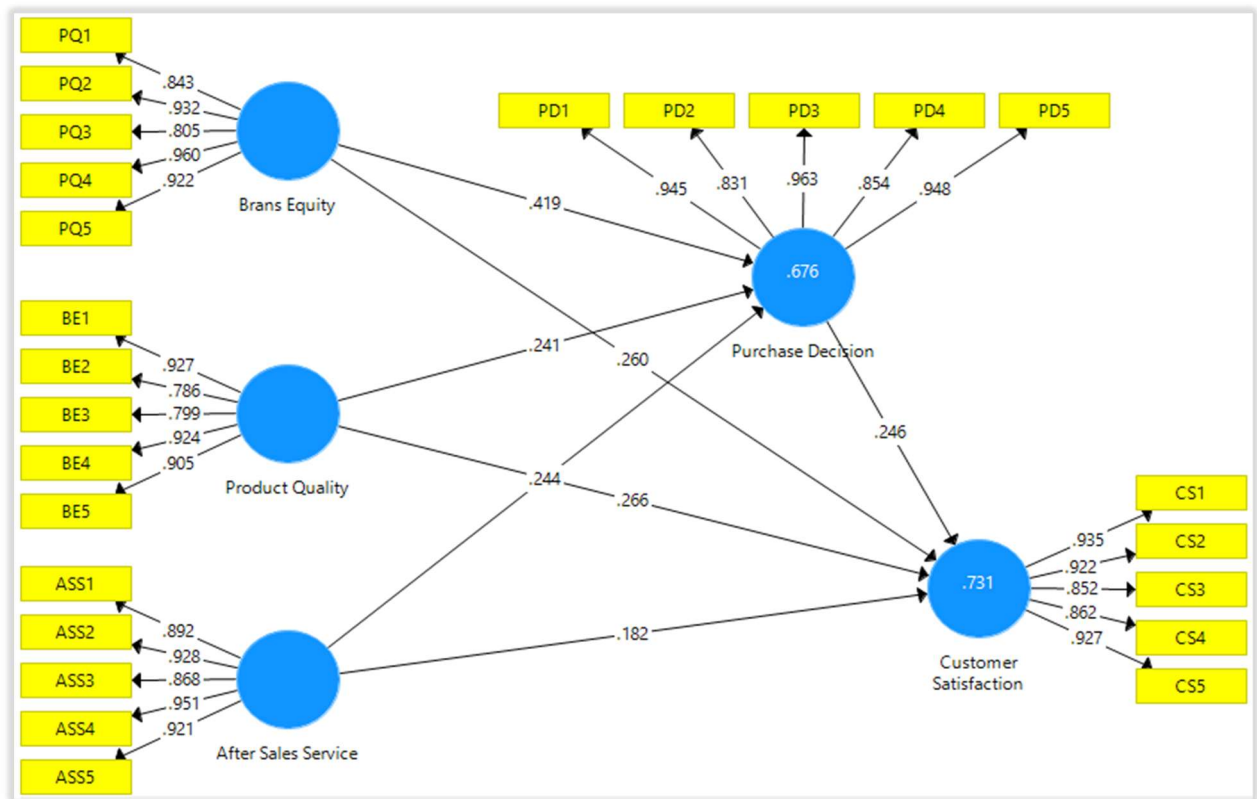 PQ1
PQ2
PQ3
PQ4
PQ5
.843
.932
.805
.960
.922
Brans Equity
BE1
BE2
BE3
BE4
BE5
.927
.786
.799
.924
.905
Product Quality
ASS1
ASS2
ASS3
ASS4
ASS5
.892
.928
.868
.951
.921
After Sales Service
.419
.241
.260
.244
.266
.182
PD1
PD2
PD3
PD4
PD5
.945
.831
.963
.854
.948
.676
Purchase Decision
.246
.731
Customer
Satisfaction
.935
.922
.852
.862
.927
CS1
CS2
CS3
CS4
CS5